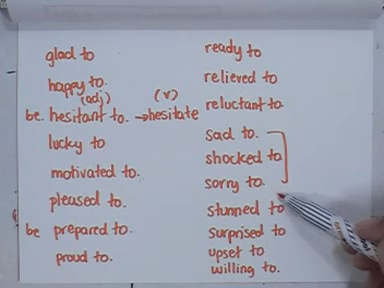 glad to
happy to.
(adj) (v)
be. hesitant to. → hesitate
lucky to
motivated to.
pleased to.
be prepared to.
proud to.
ready to
relieved to
reluctant to
sad to.
shocked to
sorry to.
stunned to
surprised to
upset to
willing to.